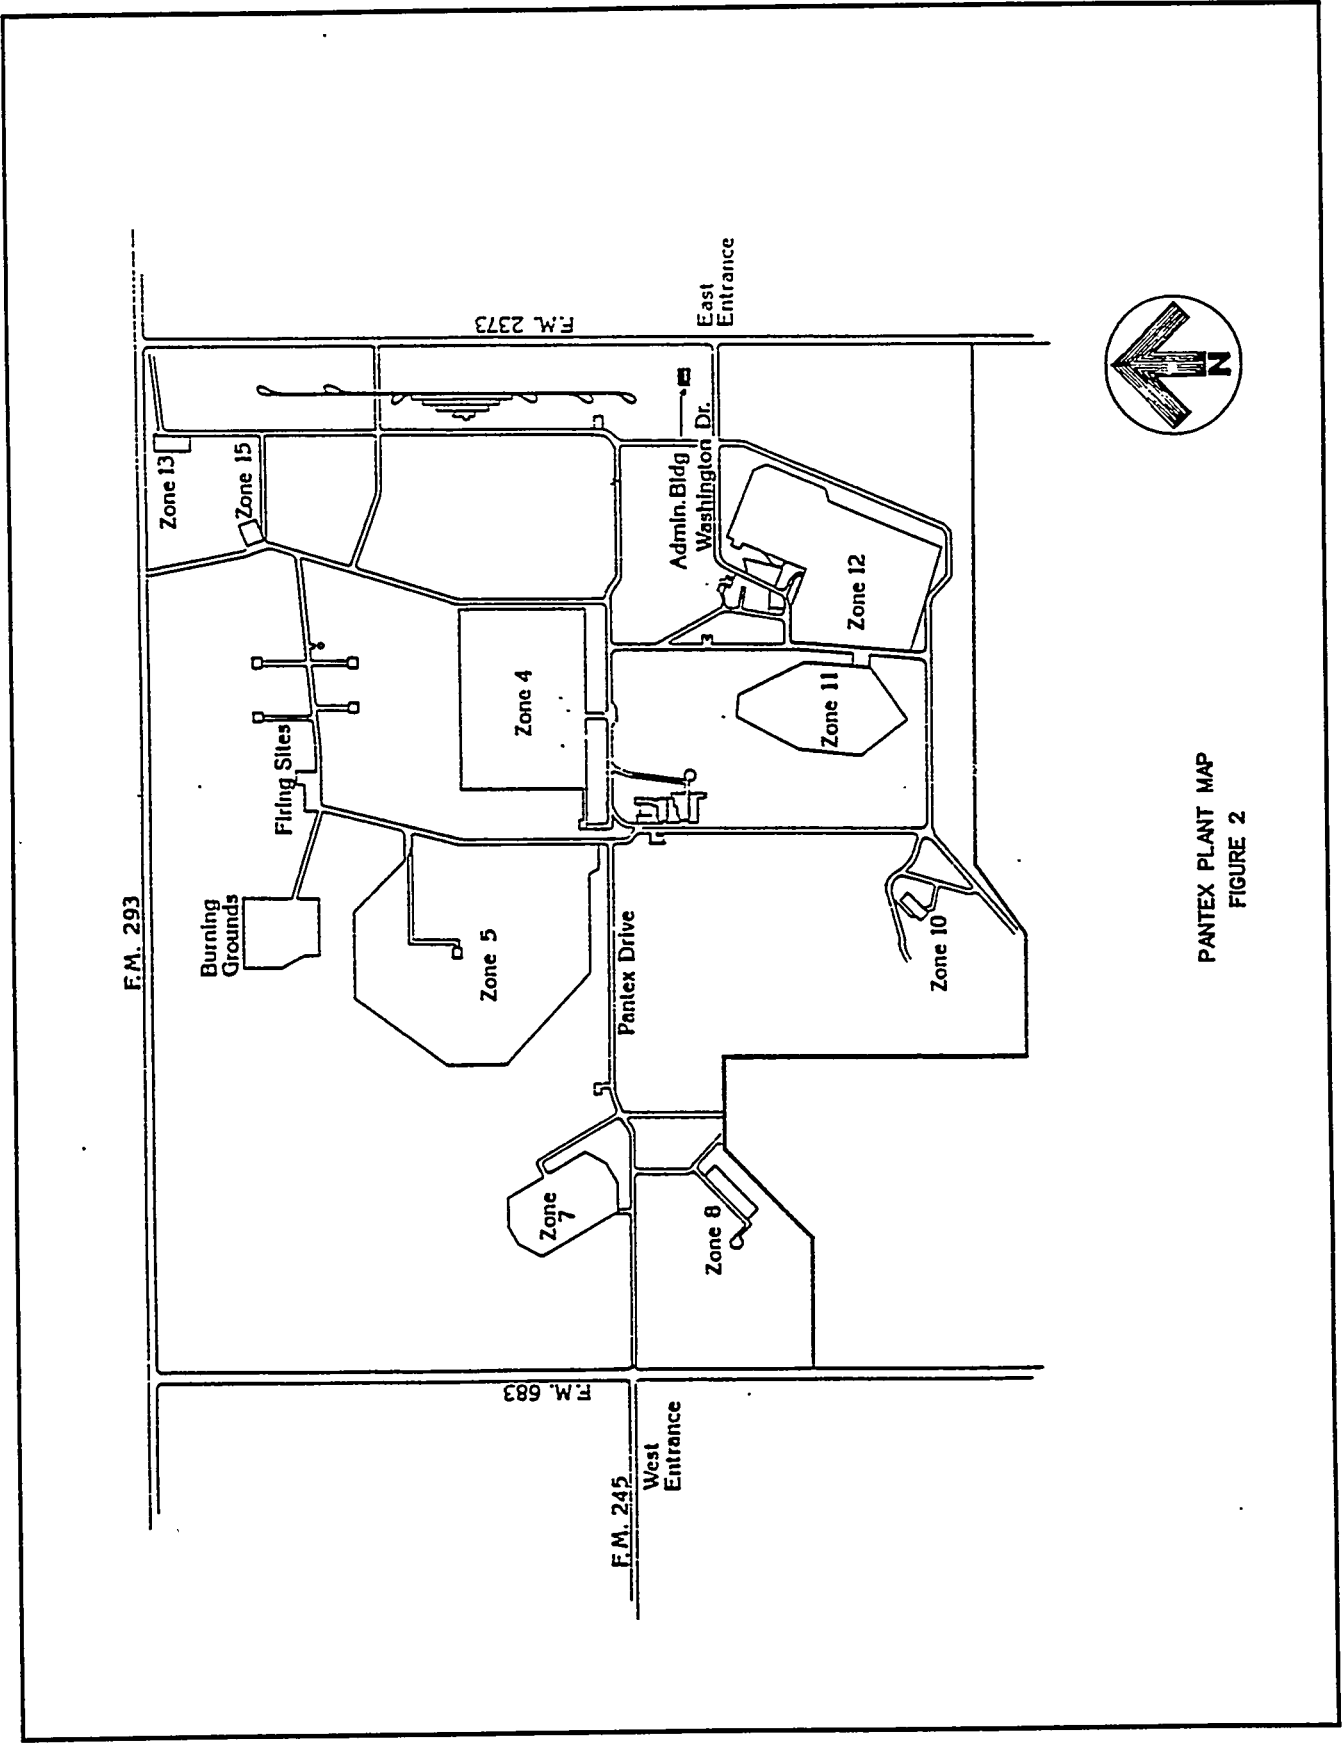 F.M. 293
Zone 13
Zone 15
Burning
Grounds
Firing Sites
F.M. 2373
Zone 4
Zone 5
Zone
7
F.M. 683
Pantex Drive
F.M. 245
West
Entrance
East
Entrance
Admin. Bldg
Washington Dr.
Zone 8
Zone 11
Zone 12
Zone 10
N
PANTEX PLANT MAP
FIGURE 2